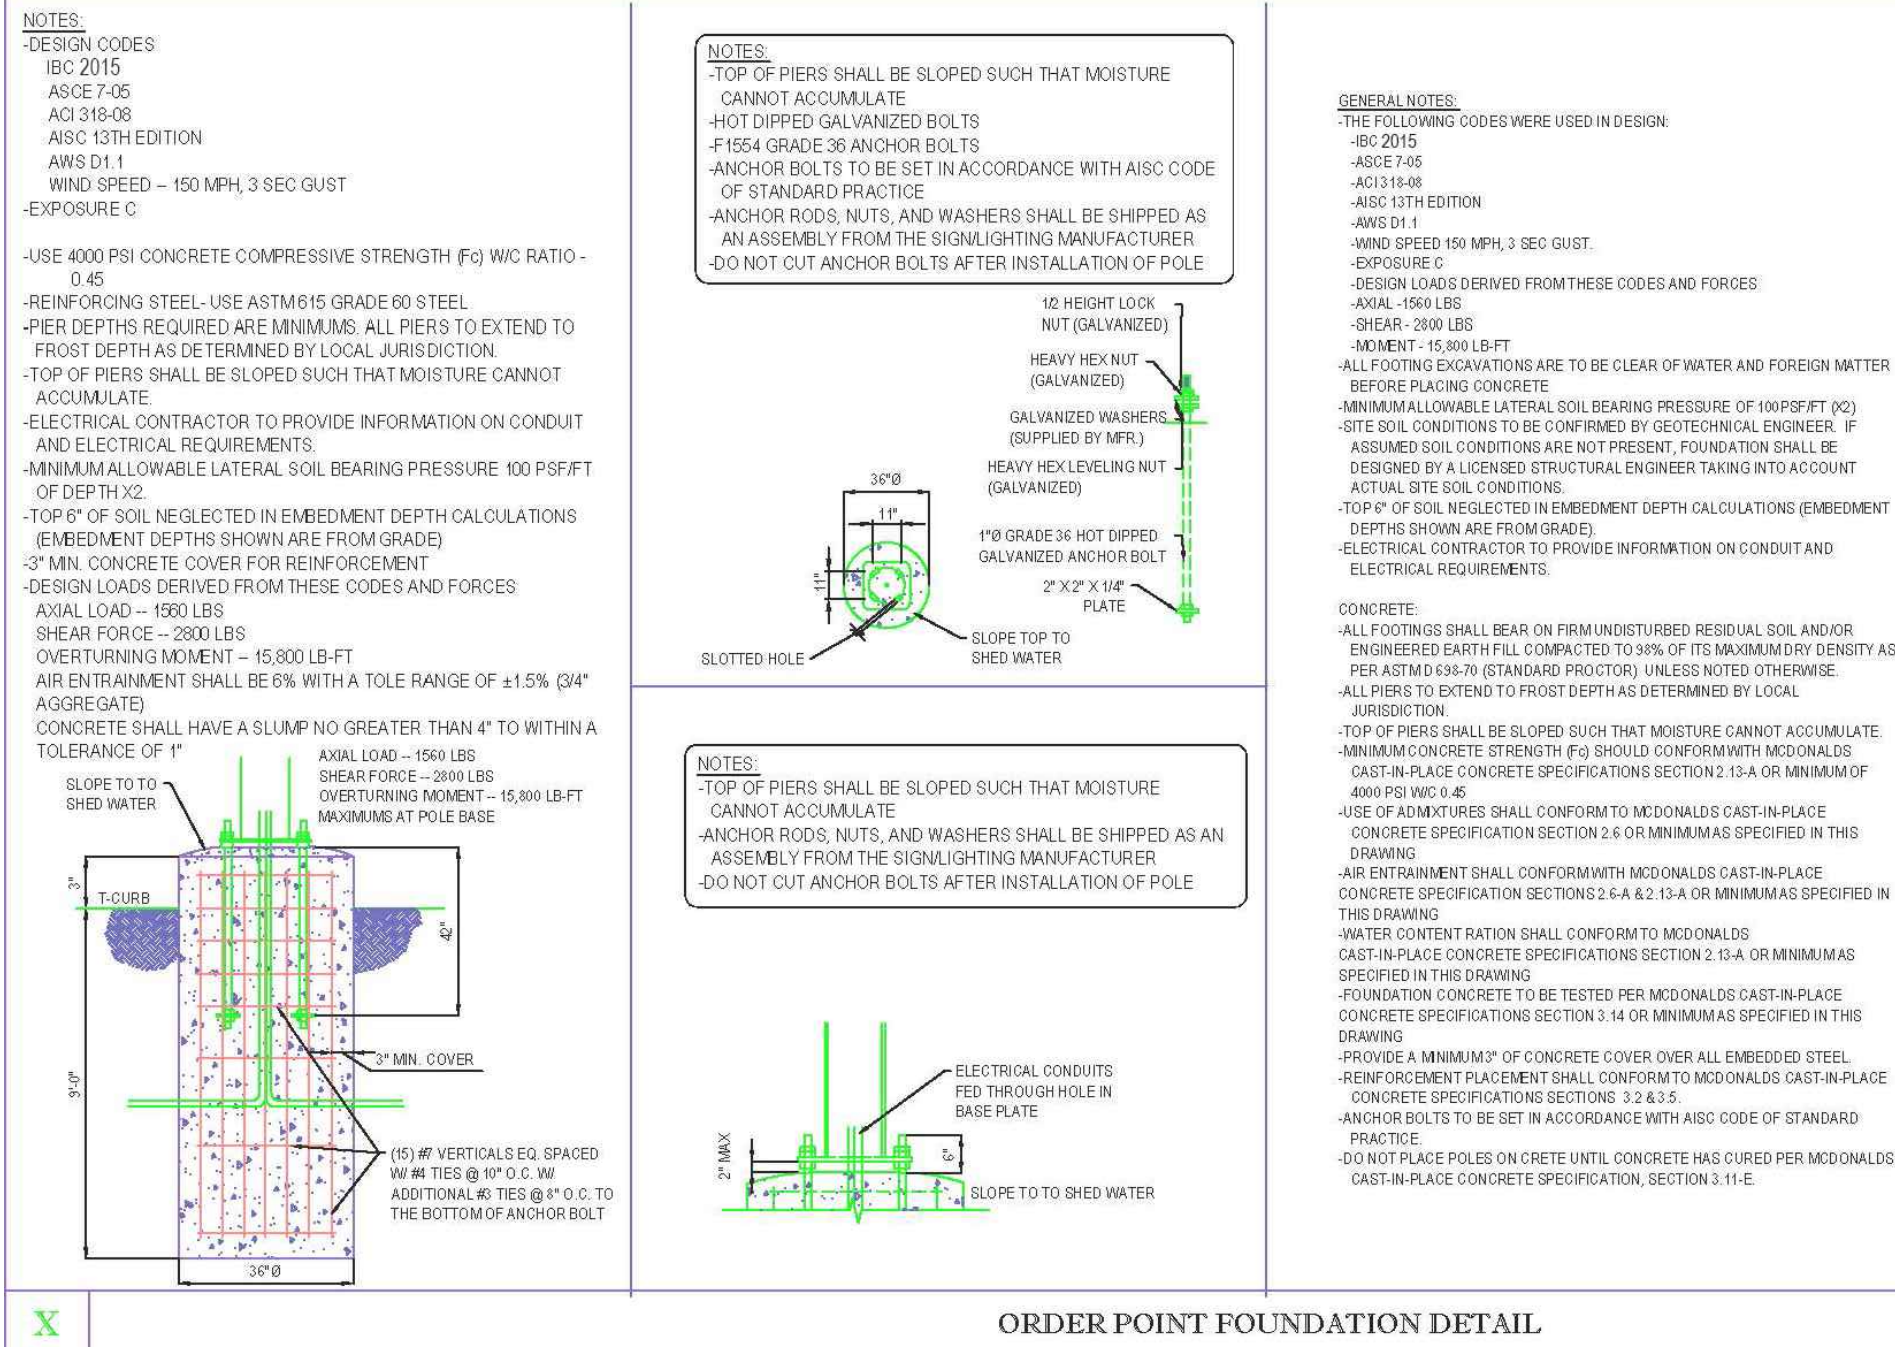 NOTES:
-DESIGN CODES
IBC 2015
ASCE 7-05
ACI 318-08
AISC 13TH EDITION
AWS D1.1
WIND SPEED – 150 MPH, 3 SEC GUST
-EXPOSURE C
-USE 4000 PSI CONCRETE COMPRESSIVE STRENGTH (Fc) W/C RATIO -
0.45
-REINFORCING STEEL- USE ASTM 615 GRADE 60 STEEL
-PIER DEPTHS REQUIRED ARE MINIMUMS. ALL PIERS TO EXTEND TO
FROST DEPTH AS DETERMINED BY LOCAL JURISDICTION.
-TOP OF PIERS SHALL BE SLOPED SUCH THAT MOISTURE CANNOT
ACCUMULATE.
-ELECTRICAL CONTRACTOR TO PROVIDE INFORMATION ON CONDUIT
AND ELECTRICAL REQUIREMENTS.
-MINIMUM ALLOWABLE LATERAL SOIL BEARING PRESSURE 100 PSF/FT
OF DEPTH X2.
-TOP 6" OF SOIL NEGLECTED IN EMBEDMENT DEPTH CALCULATIONS
(EMBEDMENT DEPTHS SHOWN ARE FROM GRADE)
-3" MIN. CONCRETE COVER FOR REINFORCEMENT
-DESIGN LOADS DERIVED FROM THESE CODES AND FORCES
AXIAL LOAD -- 1560 LBS
SHEAR FORCE -- 2800 LBS
OVERTURNING MOMENT – 15,800 LB-FT
AIR ENTRAINMENT SHALL BE 6% WITH A TOLE RANGE OF ±1.5% (3/4"
AGGREGATE)
CONCRETE SHALL HAVE A SLUMP NO GREATER THAN 4" TO WITHIN A
TOLERANCE OF 1"
AXIAL LOAD -- 1560 LBS
SHEAR FORCE -- 2800 LBS
OVERTURNING MOMENT -- 15,800 LB-FT
MAXIMUMS AT POLE BASE
SLOPE TO TO
SHED WATER
3"
T-CURB
42"
9'-0"
3" MIN. COVER
(15) #7 VERTICALS EQ. SPACED
W/ #4 TIES @ 10" O.C. W/
ADDITIONAL #3 TIES @ 8" O.C. TO
THE BOTTOM OF ANCHOR BOLT
36"Ø
NOTES:
-TOP OF PIERS SHALL BE SLOPED SUCH THAT MOISTURE
CANNOT ACCUMULATE
-HOT DIPPED GALVANIZED BOLTS
-F1554 GRADE 36 ANCHOR BOLTS
-ANCHOR BOLTS TO BE SET IN ACCORDANCE WITH AISC CODE
OF STANDARD PRACTICE
-ANCHOR RODS, NUTS, AND WASHERS SHALL BE SHIPPED AS
AN ASSEMBLY FROM THE SIGN/LIGHTING MANUFACTURER
-DO NOT CUT ANCHOR BOLTS AFTER INSTALLATION OF POLE
1/2 HEIGHT LOCK
NUT (GALVANIZED)
HEAVY HEX NUT
(GALVANIZED)
GALVANIZED WASHERS
(SUPPLIED BY MFR.)
HEAVY HEX LEVELING NUT
(GALVANIZED)
1"Ø GRADE 36 HOT DIPPED
GALVANIZED ANCHOR BOLT
2" X 2" X 1/4"
PLATE
36"Ø
11"
11"
SLOTTED HOLE
SLOPE TOP TO
SHED WATER
NOTES:
-TOP OF PIERS SHALL BE SLOPED SUCH THAT MOISTURE
CANNOT ACCUMULATE
-ANCHOR RODS, NUTS, AND WASHERS SHALL BE SHIPPED AS AN
ASSEMBLY FROM THE SIGN/LIGHTING MANUFACTURER
-DO NOT CUT ANCHOR BOLTS AFTER INSTALLATION OF POLE
ELECTRICAL CONDUITS
FED THROUGH HOLE IN
BASE PLATE
2" MAX
6"
SLOPE TO TO SHED WATER
GENERAL NOTES:
-THE FOLLOWING CODES WERE USED IN DESIGN:
-IBC 2015
-ASCE 7-05
-ACI 318-08
-AISC 13TH EDITION
-AWS D1.1
-WIND SPEED 150 MPH, 3 SEC GUST.
-EXPOSURE C
-DESIGN LOADS DERIVED FROM THESE CODES AND FORCES
-AXIAL -1560 LBS
-SHEAR - 2800 LBS
-MOMENT - 15,800 LB-FT
-ALL FOOTING EXCAVATIONS ARE TO BE CLEAR OF WATER AND FOREIGN MATTER
BEFORE PLACING CONCRETE
-MINIMUM ALLOWABLE LATERAL SOIL BEARING PRESSURE OF 100 PSF/FT (X2)
-SITE SOIL CONDITIONS TO BE CONFIRMED BY GEOTECHNICAL ENGINEER. IF
ASSUMED SOIL CONDITIONS ARE NOT PRESENT, FOUNDATION SHALL BE
DESIGNED BY A LICENSED STRUCTURAL ENGINEER TAKING INTO ACCOUNT
ACTUAL SITE SOIL CONDITIONS.
-TOP 6" OF SOIL NEGLECTED IN EMBEDMENT DEPTH CALCULATIONS (EMBEDMENT
DEPTHS SHOWN ARE FROM GRADE).
-ELECTRICAL CONTRACTOR TO PROVIDE INFORMATION ON CONDUIT AND
ELECTRICAL REQUIREMENTS.
CONCRETE:
-ALL FOOTINGS SHALL BEAR ON FIRM UNDISTURBED RESIDUAL SOIL AND/OR
ENGINEERED EARTH FILL COMPACTED TO 98% OF ITS MAXIMUM DRY DENSITY AS
PER ASTM D 698-70 (STANDARD PROCTOR) UNLESS NOTED OTHERWISE.
-ALL PIERS TO EXTEND TO FROST DEPTH AS DETERMINED BY LOCAL
JURISDICTION.
-TOP OF PIERS SHALL BE SLOPED SUCH THAT MOISTURE CANNOT ACCUMULATE.
-MINIMUM CONCRETE STRENGTH (Fc) SHOULD CONFORM WITH MCDONALDS
CAST-IN-PLACE CONCRETE SPECIFICATIONS SECTION 2.13-A OR MINIMUM OF
4000 PSI W/C 0.45
-USE OF ADMIXTURES SHALL CONFORM TO MCDONALDS CAST-IN-PLACE
CONCRETE SPECIFICATION SECTION 2.6 OR MINIMUM AS SPECIFIED IN THIS
DRAWING
-AIR ENTRAINMENT SHALL CONFORM WITH MCDONALDS CAST-IN-PLACE
CONCRETE SPECIFICATION SECTIONS 2.6-A & 2.13-A OR MINIMUM AS SPECIFIED IN
THIS DRAWING
-WATER CONTENT RATION SHALL CONFORM TO MCDONALDS
CAST-IN-PLACE CONCRETE SPECIFICATIONS SECTION 2.13-A OR MINIMUM AS
SPECIFIED IN THIS DRAWING
-FOUNDATION CONCRETE TO BE TESTED PER MCDONALDS CAST-IN-PLACE
CONCRETE SPECIFICATIONS SECTION 3.14 OR MINIMUM AS SPECIFIED IN THIS
DRAWING
-PROVIDE A MINIMUM 3" OF CONCRETE COVER OVER ALL EMBEDDED STEEL.
-REINFORCEMENT PLACEMENT SHALL CONFORM TO MCDONALDS CAST-IN-PLACE
CONCRETE SPECIFICATIONS SECTIONS 3.2 & 3.5.
-ANCHOR BOLTS TO BE SET IN ACCORDANCE WITH AISC CODE OF STANDARD
PRACTICE.
-DO NOT PLACE POLES ON CRETE UNTIL CONCRETE HAS CURED PER MCDONALDS
CAST-IN-PLACE CONCRETE SPECIFICATION, SECTION 3.11-E.
X
ORDER POINT FOUNDATION DETAIL